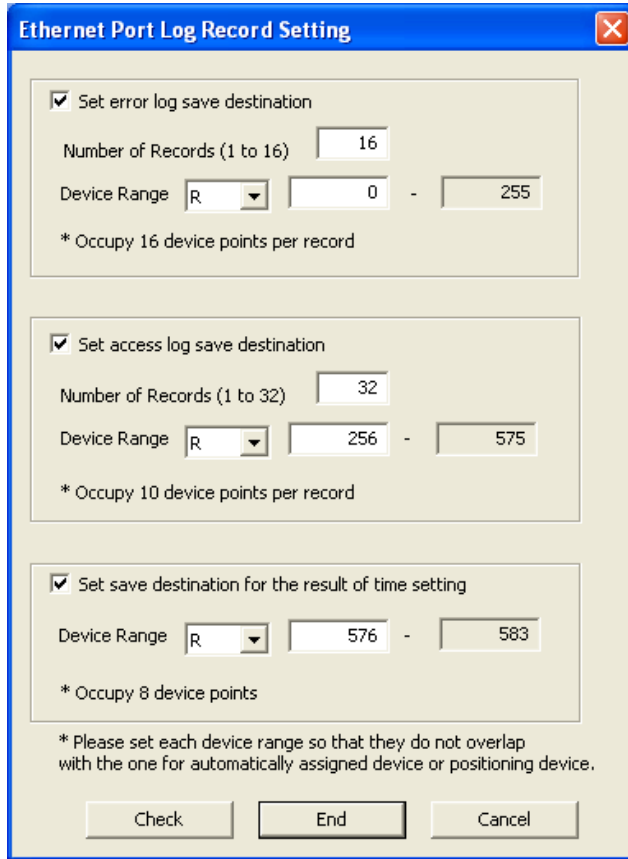 Ethernet Port Log Record Setting
Set error log save destination
Number of Records (1 to 16) 16
Device Range R 0 - 255
* Occupy 16 device points per record
Set access log save destination
Number of Records (1 to 32) 32
Device Range R 256 - 575
* Occupy 10 device points per record
Set save destination for the result of time setting
Device Range R 576 - 583
* Occupy 8 device points
* Please set each device range so that they do not overlap
with the one for automatically assigned device or positioning device.
Check End Cancel